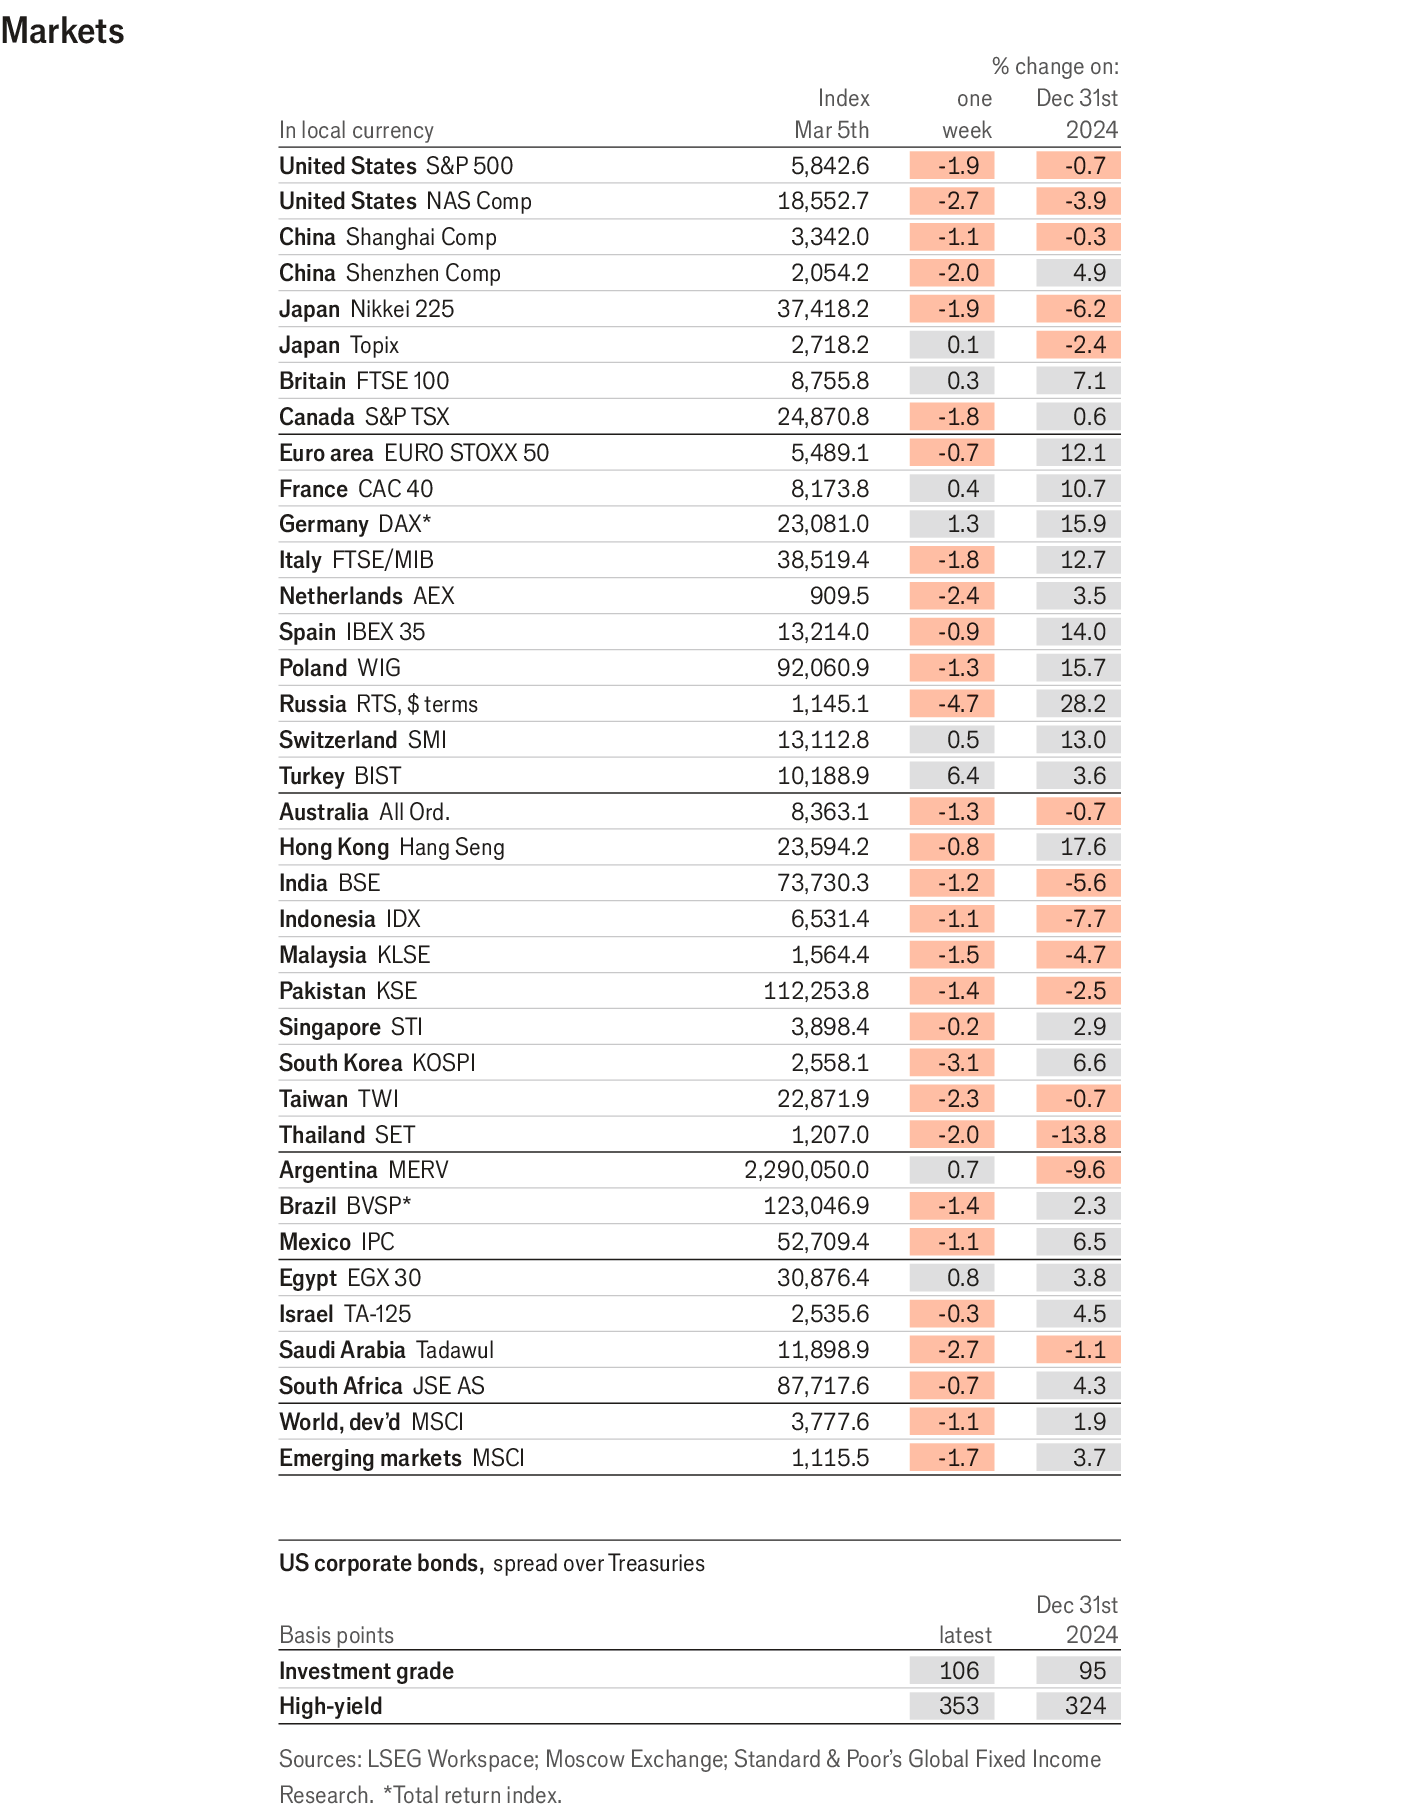 Markets
% change on:
Index one Dec 31st
In local currency Mar 5th week 2024
United States S&P 500 5,842.6 -1.9 -0.7
United States NAS Comp 18,552.7 -2.7 -3.9
China Shanghai Comp 3,342.0 -1.1 -0.3
China Shenzhen Comp 2,054.2 -2.0 4.9
Japan Nikkei 225 37,418.2 -1.9 -6.2
Japan Topix 2,718.2 0.1 -2.4
Britain FTSE 100 8,755.8 0.3 7.1
Canada S&P TSX 24,870.8 -1.8 0.6
Euro area EURO STOXX 50 5,489.1 -0.7 12.1
France CAC 40 8,173.8 0.4 10.7
Germany DAX* 23,081.0 1.3 15.9
Italy FTSE/MIB 38,519.4 -1.8 12.7
Netherlands AEX 909.5 -2.4 3.5
Spain IBEX 35 13,214.0 -0.9 14.0
Poland WIG 92,060.9 -1.3 15.7
Russia RTS, $ terms 1,145.1 -4.7 28.2
Switzerland SMI 13,112.8 0.5 13.0
Turkey BIST 10,188.9 6.4 3.6
Australia All Ord. 8,363.1 -1.3 -0.7
Hong Kong Hang Seng 23,594.2 -0.8 17.6
India BSE 73,730.3 -1.2 -5.6
Indonesia IDX 6,531.4 -1.1 -7.7
Malaysia KLSE 1,564.4 -1.5 -4.7
Pakistan KSE 112,253.8 -1.4 -2.5
Singapore STI 3,898.4 -0.2 2.9
South Korea KOSPI 2,558.1 -3.1 6.6
Taiwan TWI 22,871.9 -2.3 -0.7
Thailand SET 1,207.0 -2.0 -13.8
Argentina MERV 2,290,050.0 0.7 -9.6
Brazil BVSP* 123,046.9 -1.4 2.3
Mexico IPC 52,709.4 -1.1 6.5
Egypt EGX 30 30,876.4 0.8 3.8
Israel TA-125 2,535.6 -0.3 4.5
Saudi Arabia Tadawul 11,898.9 -2.7 -1.1
South Africa JSE AS 87,717.6 -0.7 4.3
World, dev’d MSCI 3,777.6 -1.1 1.9
Emerging markets MSCI 1,115.5 -1.7 3.7
US corporate bonds, spread over Treasuries
Dec 31st
Basis points latest 2024
Investment grade 106 95
High-yield 353 324
Sources: LSEG Workspace; Moscow Exchange; Standard & Poor’s Global Fixed Income
Research. *Total return index.